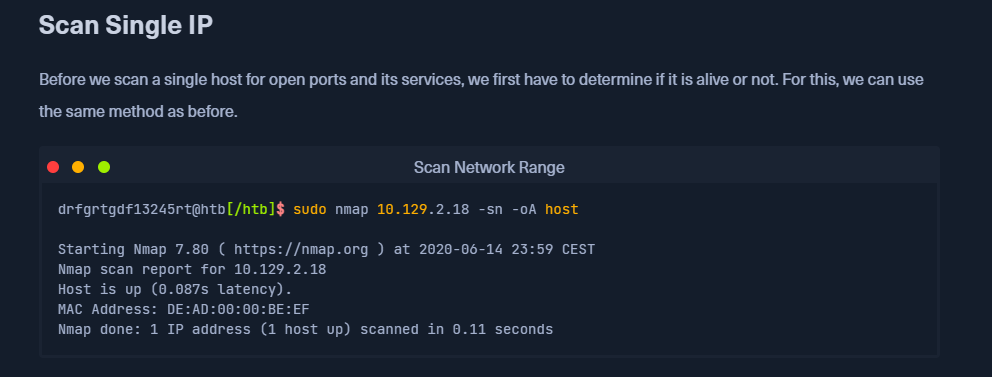 Scan Single IP
Before we scan a single host for open ports and its services, we first have to determine if it is alive or not. For this, we can use
the same method as before.
Scan Network Range
drfgrtgdf13245rt@htb[/htb]$ sudo nmap 10.129.2.18 -sn -oA host
Starting Nmap 7.80 ( https://nmap.org ) at 2020-06-14 23:59 CEST
Nmap scan report for 10.129.2.18
Host is up (0.087s latency).
MAC Address: DE:AD:00:00:BE:EF
Nmap done: 1 IP address (1 host up) scanned in 0.11 seconds